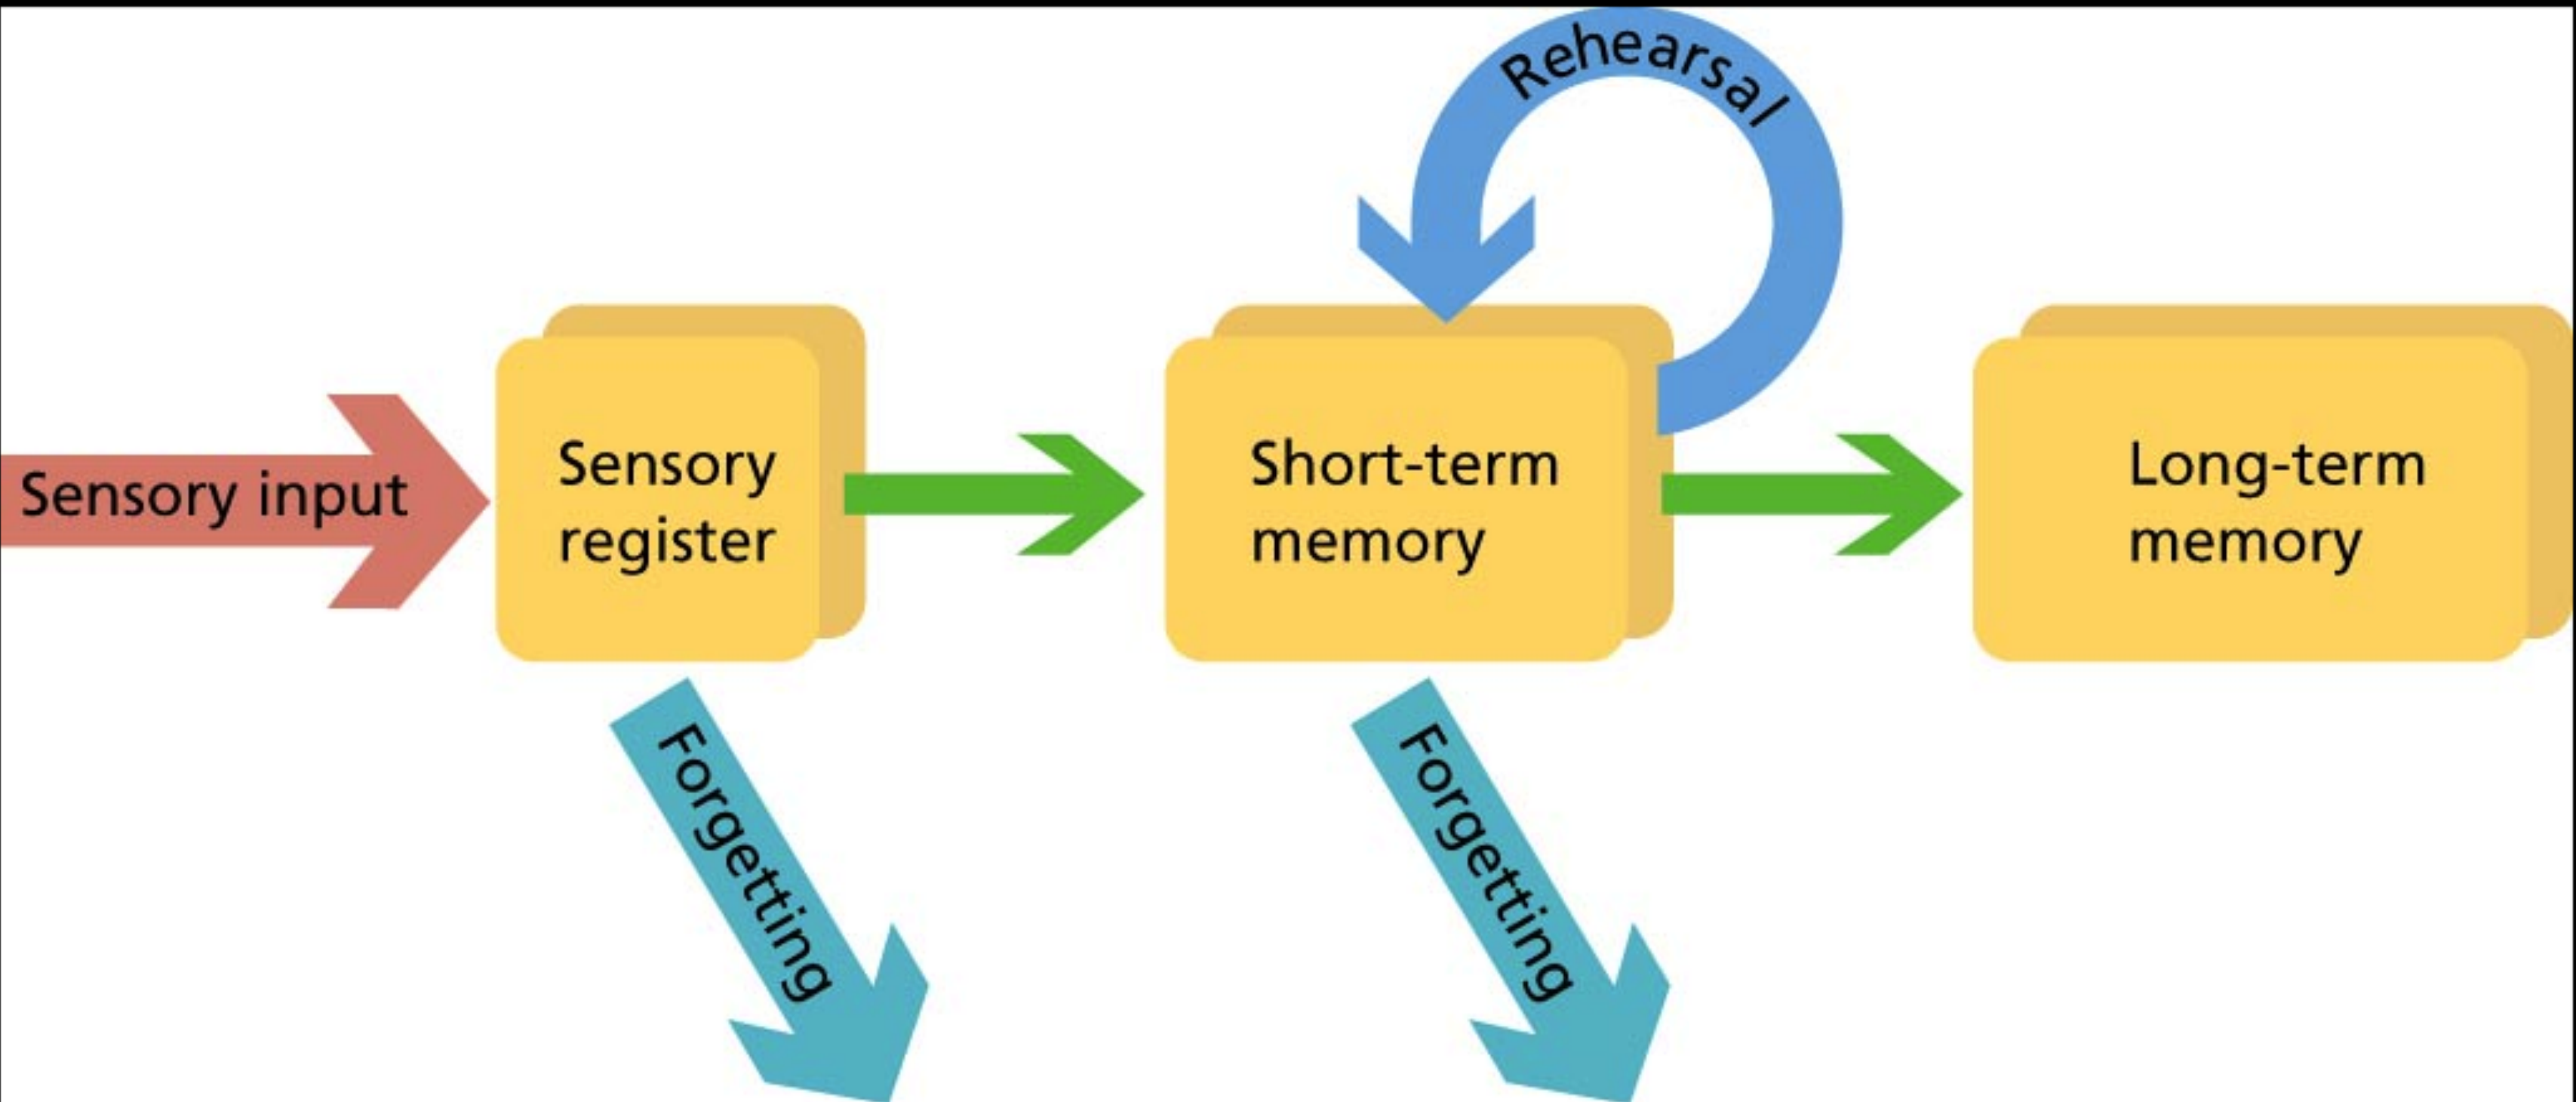 Rehearsal
Sensory input
Sensory
register
Short-term
memory
Long-term
memory
Forgetting
Forgetting